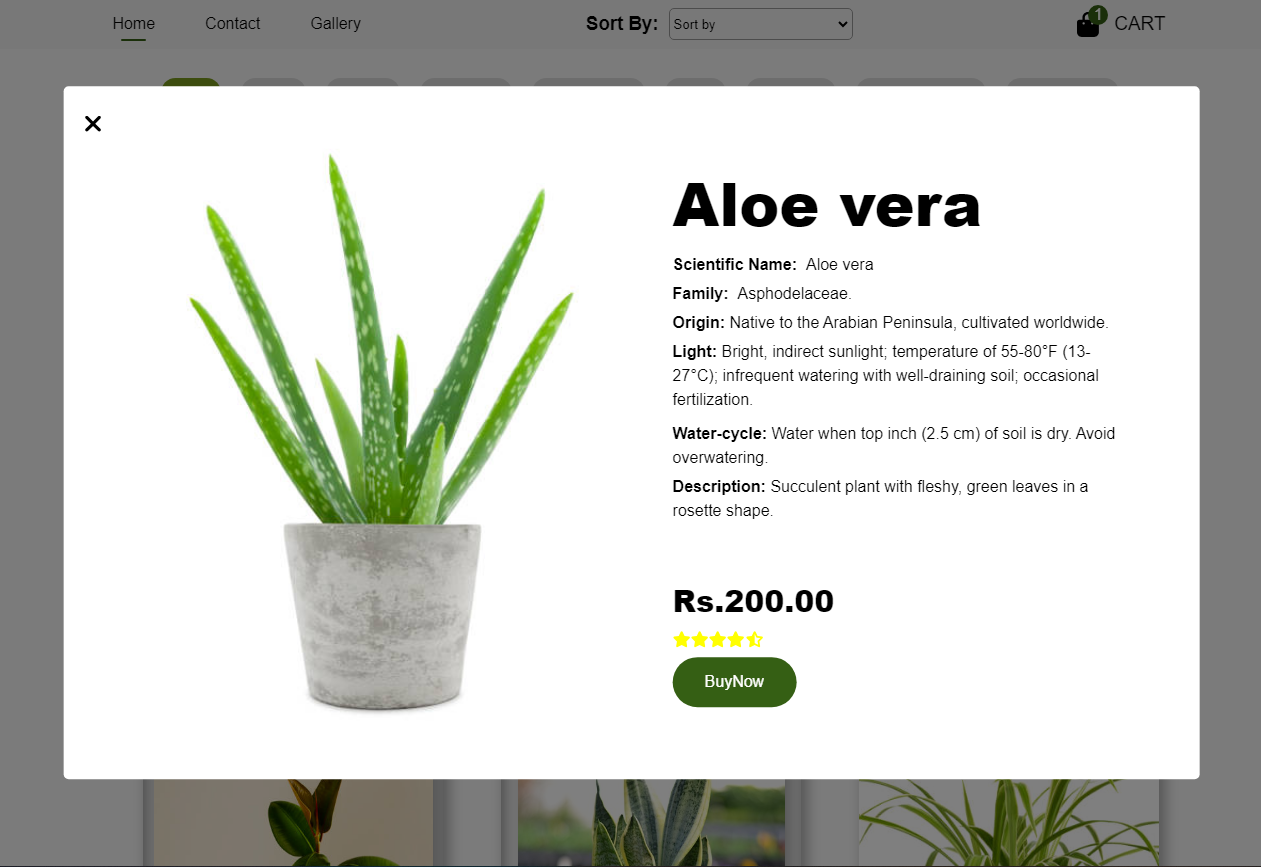 Home Contact Gallery Sort By: Sort by 1 CART
Aloe vera
Scientific Name: Aloe vera
Family: Asphodelaceae.
Origin: Native to the Arabian Peninsula, cultivated worldwide.
Light: Bright, indirect sunlight; temperature of 55-80°F (13-
27°C); infrequent watering with well-draining soil; occasional
fertilization.
Water-cycle: Water when top inch (2.5 cm) of soil is dry. Avoid
overwatering.
Description: Succulent plant with fleshy, green leaves in a
rosette shape.
Rs.200.00
BuyNow